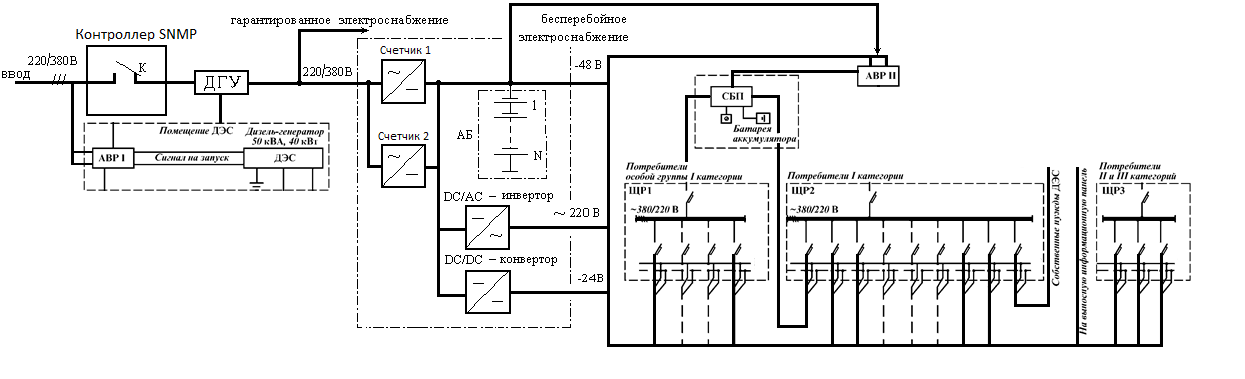 гарантированное электроснабжение
бесперебойное
электроснабжение
Контроллер SNMP
220/380В
ввод
К
ДГУ
220/380В
Счетчик 1
Счетчик 2
-48 В
1
АБ
N
АВР II
СБП
Батарея
аккумулятора
Помещение ДЭС
Дизель-генератор
50 кВА, 40 кВт
АВР I
Сигнал на запуск
ДЭС
DC/AC – инвертор
~ 220 В
DC/DC – конвертор
-24В
Потребители
особой группы I категории
ЩР1
~380/220 В
Потребители I категории
ЩР2
~380/220 В
Собственные нужды ДЭС
На выносную информационную панель
Потребители
II и III категорий
ЩР3